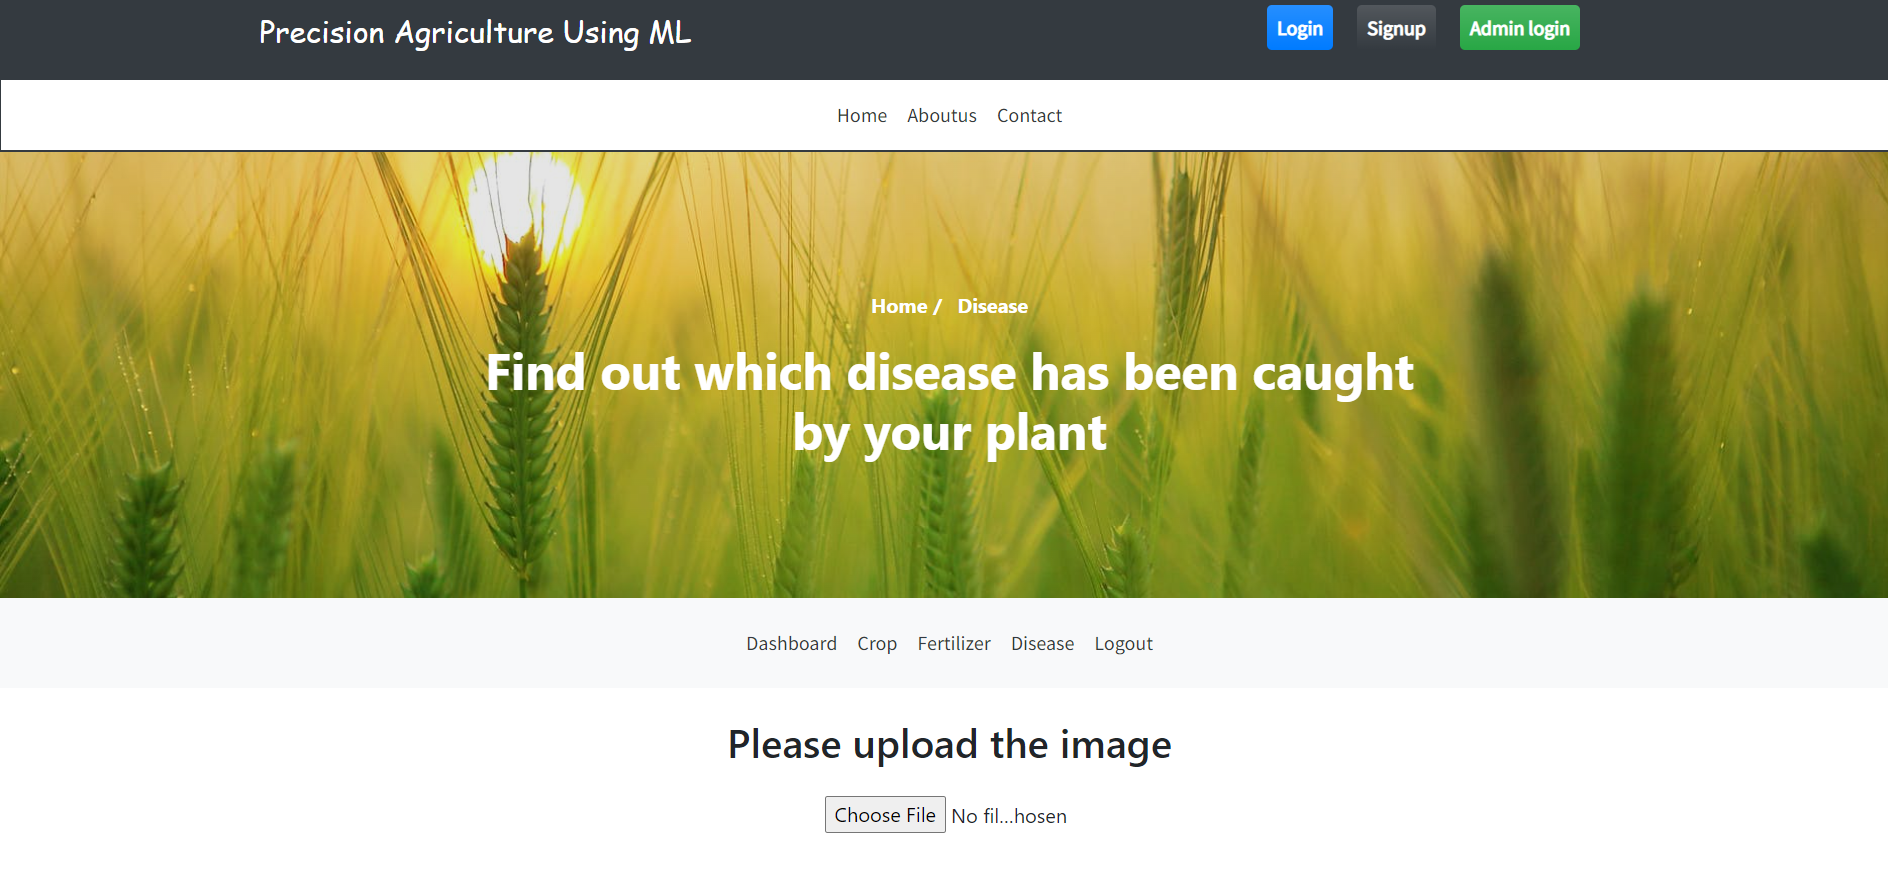 Precision Agriculture Using ML
Login Signup Admin login
Home Aboutus Contact
Home / Disease
Find out which disease has been caught
by your plant
Dashboard Crop Fertilizer Disease Logout
Please upload the image
Choose File No fil...hosen